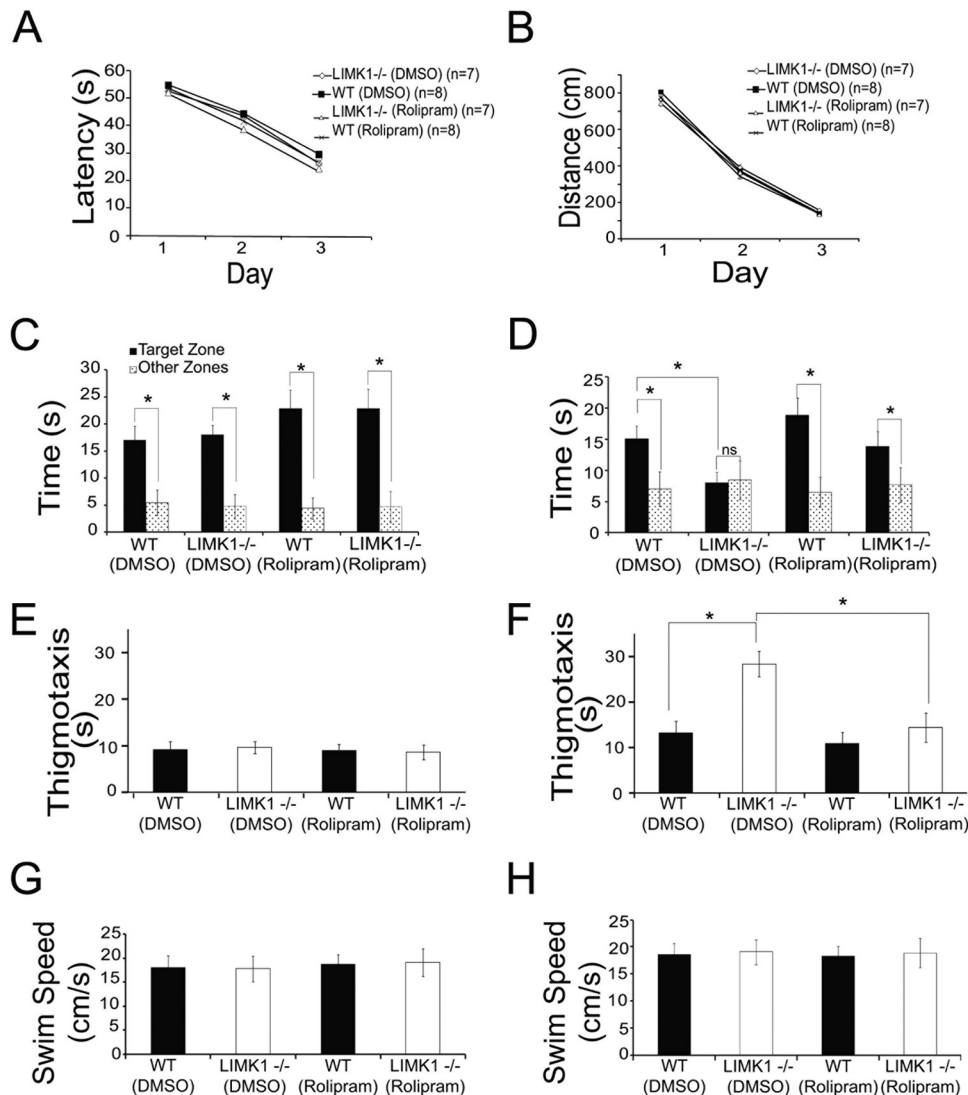 A
Latency (s)
60
50
40
30
20
10
0
1 2 3
Day
LIMK1-/- (DMSO) (n=7)
WT (DMSO) (n=8)
LIMK1-/- (Rolipram) (n=7)
WT (Rolipram) (n=8)
B
Distance (cm)
800
600
400
200
0
1 2 3
Day
LIMK1-/- (DMSO) (n=7)
WT (DMSO) (n=8)
LIMK1-/- (Rolipram) (n=7)
WT (Rolipram) (n=8)
C
Target Zone
Other Zones
Time (s)
30
25
20
15
10
5
0
* * * *
WT LIMK1-/- WT LIMK1-/-
(DMSO) (DMSO) (Rolipram) (Rolipram)
D
Time (s)
25
20
15
10
5
0
* * ns * *
WT LIMK1-/- WT LIMK1-/-
(DMSO) (DMSO) (Rolipram) (Rolipram)
E
Thigmotaxis
(s)
30
20
10
0
WT LIMK1 -/- WT LIMK1 -/-
(DMSO) (DMSO) (Rolipram) (Rolipram)
F
Thigmotaxis
(s)
30
20
10
0
* *
WT LIMK1 -/- WT LIMK1 -/-
(DMSO) (DMSO) (Rolipram) (Rolipram)
G
Swim Speed
(cm/s)
25
20
15
10
5
0
WT LIMK1 -/- WT LIMK1 -/-
(DMSO) (DMSO) (Rolipram) (Rolipram)
H
Swim Speed
(cm/s)
25
20
15
10
5
0
WT LIMK1 -/- WT LIMK1 -/-
(DMSO) (DMSO) (Rolipram) (Rolipram)